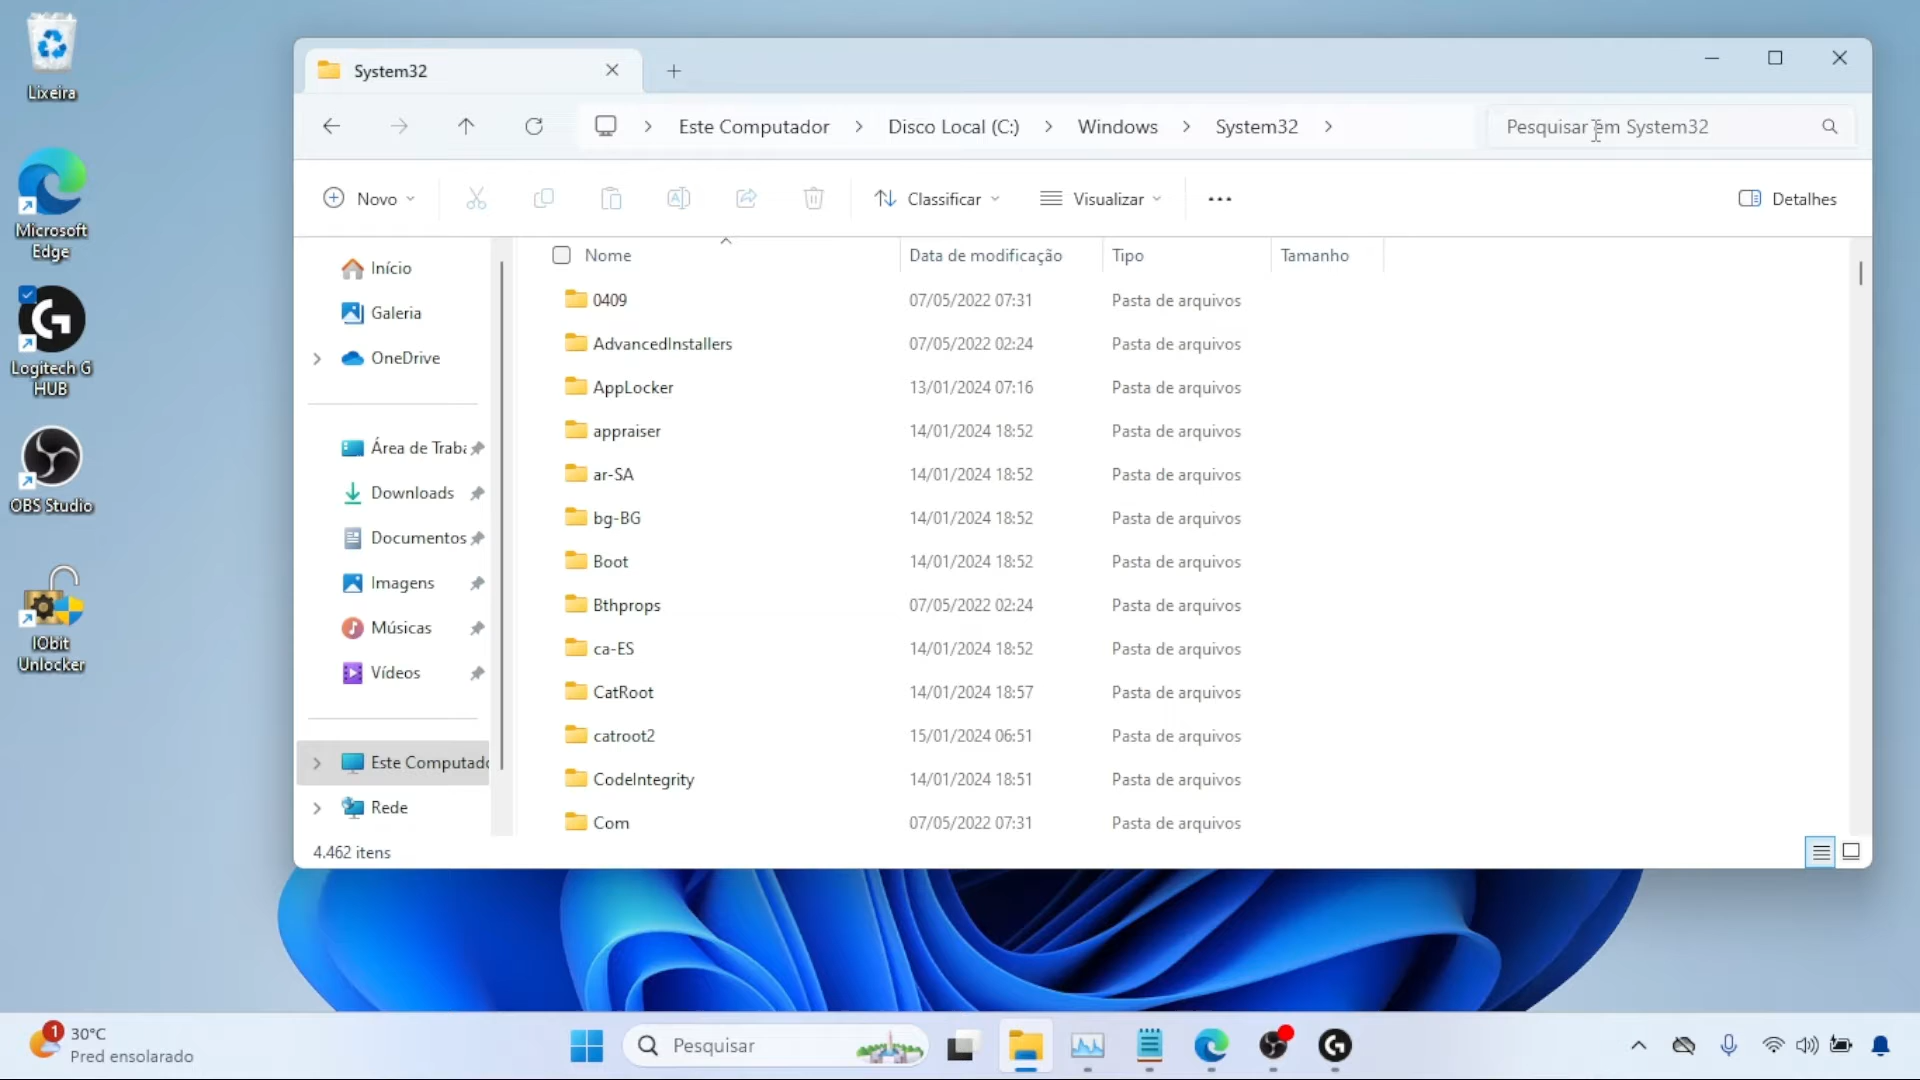 Lixeira
Microsoft
Edge
Logitech G
HUB
OBS Studio
IObit
Unlocker
System32
Este Computador
Disco Local (C:)
Windows
System32
Pesquisar em System32
Novo
Classificar
Visualizar
Detalhes
Início
Galeria
OneDrive
Área de Traba
Downloads
Documentos
Imagens
Músicas
Vídeos
Este Computado
Rede
Nome Data de modificação Tipo Tamanho
0409 07/05/2022 07:31 Pasta de arquivos
AdvancedInstallers 07/05/2022 02:24 Pasta de arquivos
AppLocker 13/01/2024 07:16 Pasta de arquivos
appraiser 14/01/2024 18:52 Pasta de arquivos
ar-SA 14/01/2024 18:52 Pasta de arquivos
bg-BG 14/01/2024 18:52 Pasta de arquivos
Boot 14/01/2024 18:52 Pasta de arquivos
Bthprops 07/05/2022 02:24 Pasta de arquivos
ca-ES 14/01/2024 18:52 Pasta de arquivos
CatRoot 14/01/2024 18:57 Pasta de arquivos
catroot2 15/01/2024 06:51 Pasta de arquivos
CodeIntegrity 14/01/2024 18:51 Pasta de arquivos
Com 07/05/2022 07:31 Pasta de arquivos
4.462 itens
1
30°C
Pred ensolarado
Pesquisar